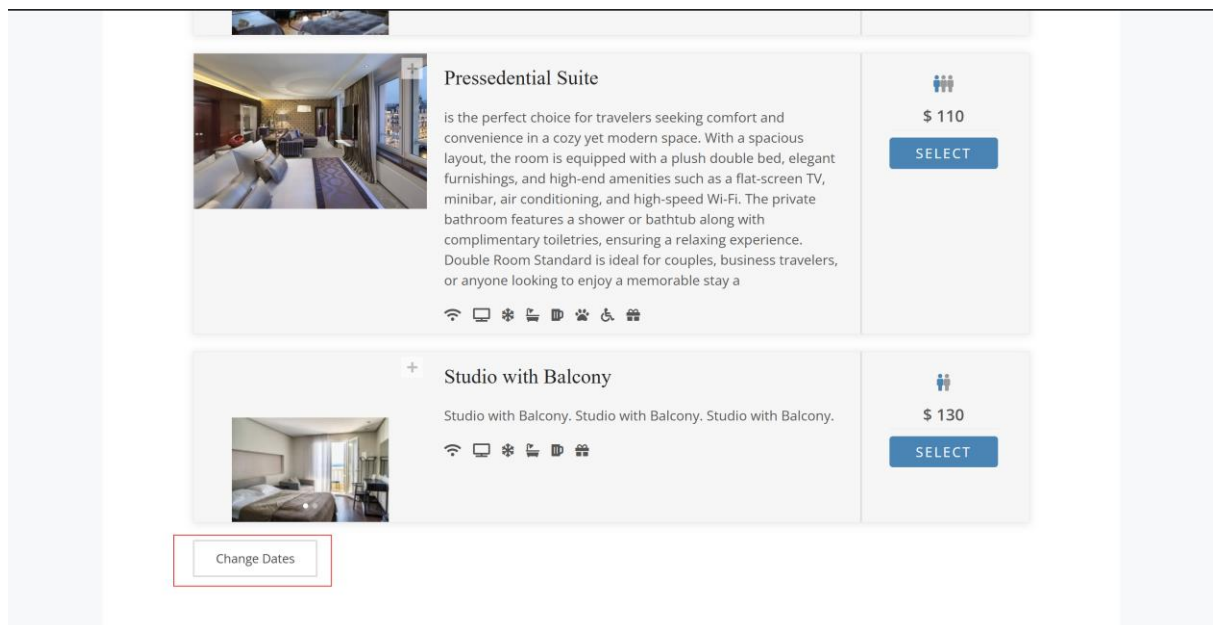 Pressedential Suite
is the perfect choice for travelers seeking comfort and
convenience in a cozy yet modern space. With a spacious
layout, the room is equipped with a plush double bed, elegant
furnishings, and high-end amenities such as a flat-screen TV,
minibar, air conditioning, and high-speed Wi-Fi. The private
bathroom features a shower or bathtub along with
complimentary toiletries, ensuring a relaxing experience.
Double Room Standard is ideal for couples, business travelers,
or anyone looking to enjoy a memorable stay a
$ 110
SELECT
Studio with Balcony
Studio with Balcony. Studio with Balcony. Studio with Balcony.
$ 130
SELECT
Change Dates